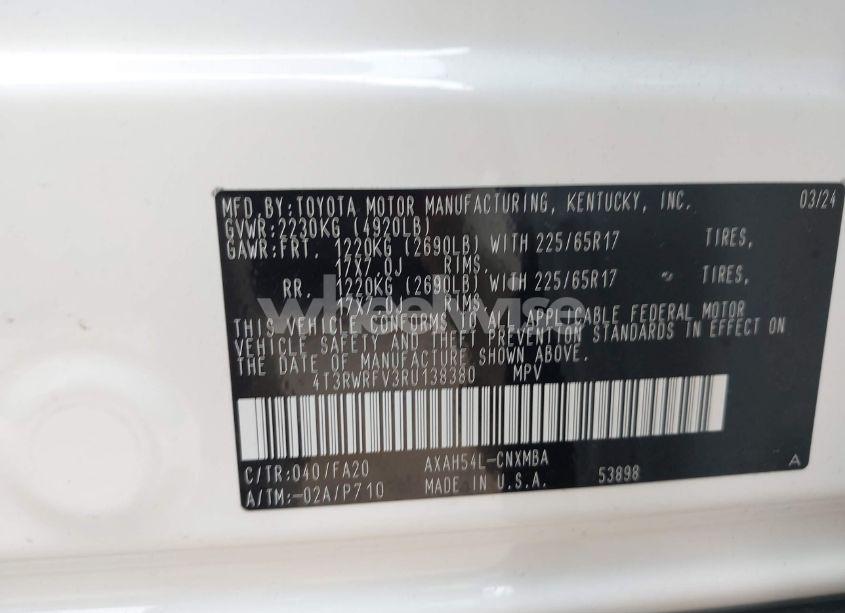 MFD.BY:TOYOTA MOTOR MANUFACTURING, KENTUCKY, INC. 03/24
GVWR:2230KG (4920LB)
GAWR:FRT. 1220KG (2690LB) WITH 225/65R17 TIRES,
17X7.0J RIMS,
RR. 1220KG (2690LB) WITH 225/65R17 TIRES,
17X7.0J RIMS
wheelwise
THIS VEHICLE CONFORMS TO ALL APPLICABLE FEDERAL MOTOR
VEHICLE SAFETY AND THEFT PREVENTION STANDARDS IN EFFECT ON
THE DATE OF MANUFACTURE SHOWN ABOVE.
4T3RWRFV3RU138380 MPV
C/TR:040/FA20 AXAH54L-CNXMBA
A/TM:-02A/P710 MADE IN U.S.A. 53898 A